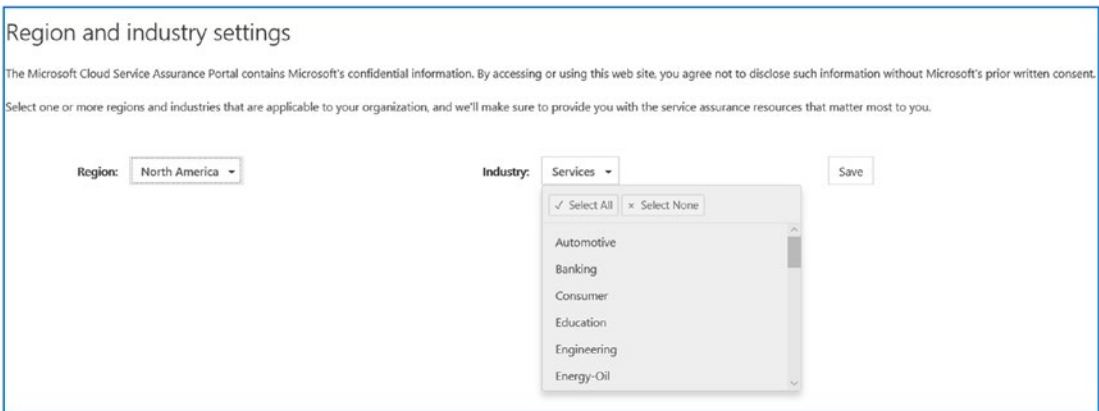 Region and industry settings
The Microsoft Cloud Service Assurance Portal contains Microsoft's confidential information. By accessing or using this web site, you agree not to disclose such information without Microsoft's prior written consent.
Select one or more regions and industries that are applicable to your organization, and we'll make sure to provide you with the service assurance resources that matter most to you.
Region: North America Industry: Services Save
✓ Select All × Select None
Automotive
Banking
Consumer
Education
Engineering
Energy-Oil